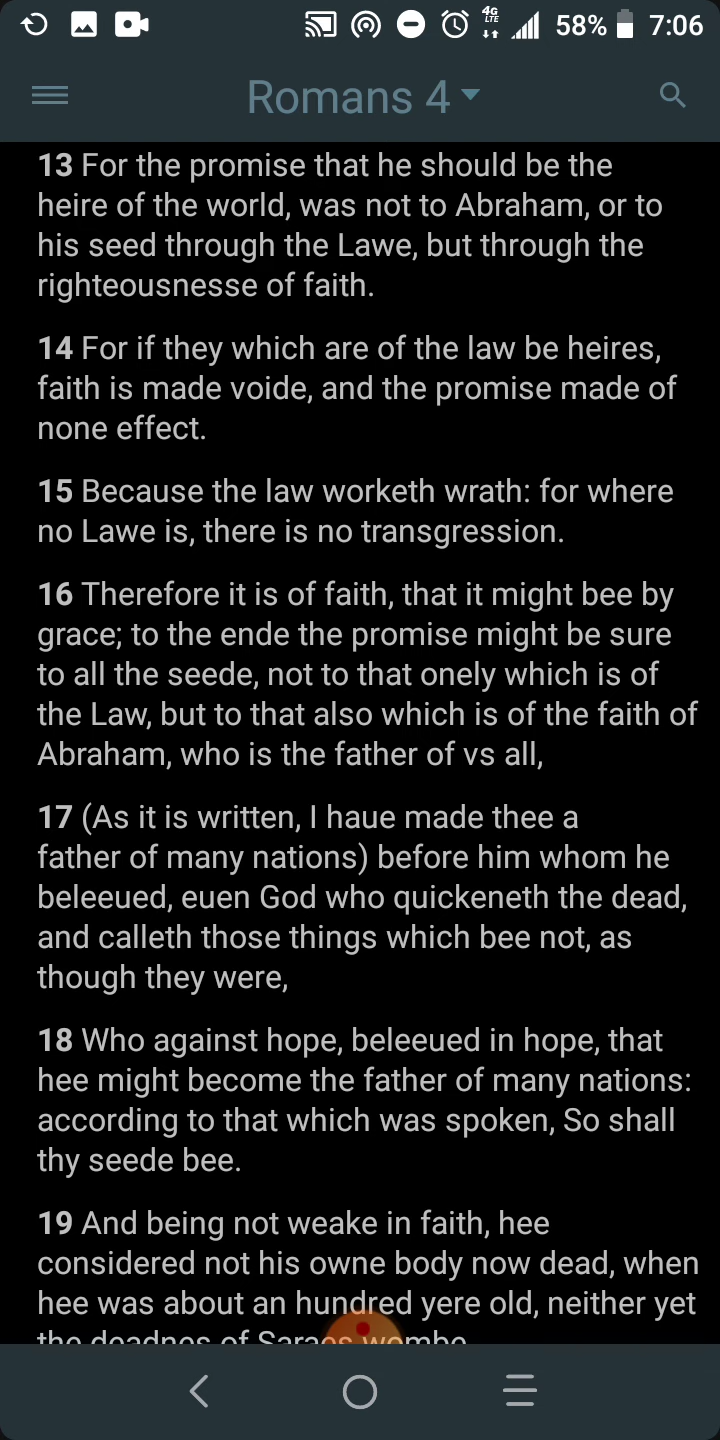 4G
LTE
58%
7:06
Romans 4
13 For the promise that he should be the
heire of the world, was not to Abraham, or to
his seed through the Lawe, but through the
righteousnesse of faith.
14 For if they which are of the law be heires,
faith is made voide, and the promise made of
none effect.
15 Because the law worketh wrath: for where
no Lawe is, there is no transgression.
16 Therefore it is of faith, that it might bee by
grace; to the ende the promise might be sure
to all the seede, not to that onely which is of
the Law, but to that also which is of the faith of
Abraham, who is the father of vs all,
17 (As it is written, I haue made thee a
father of many nations) before him whom he
beleeued, euen God who quickeneth the dead,
and calleth those things which bee not, as
though they were,
18 Who against hope, beleeued in hope, that
hee might become the father of many nations:
according to that which was spoken, So shall
thy seede bee.
19 And being not weake in faith, hee
considered not his owne body now dead, when
hee was about an hundred yere old, neither yet
the deadnes of Saraes wombe